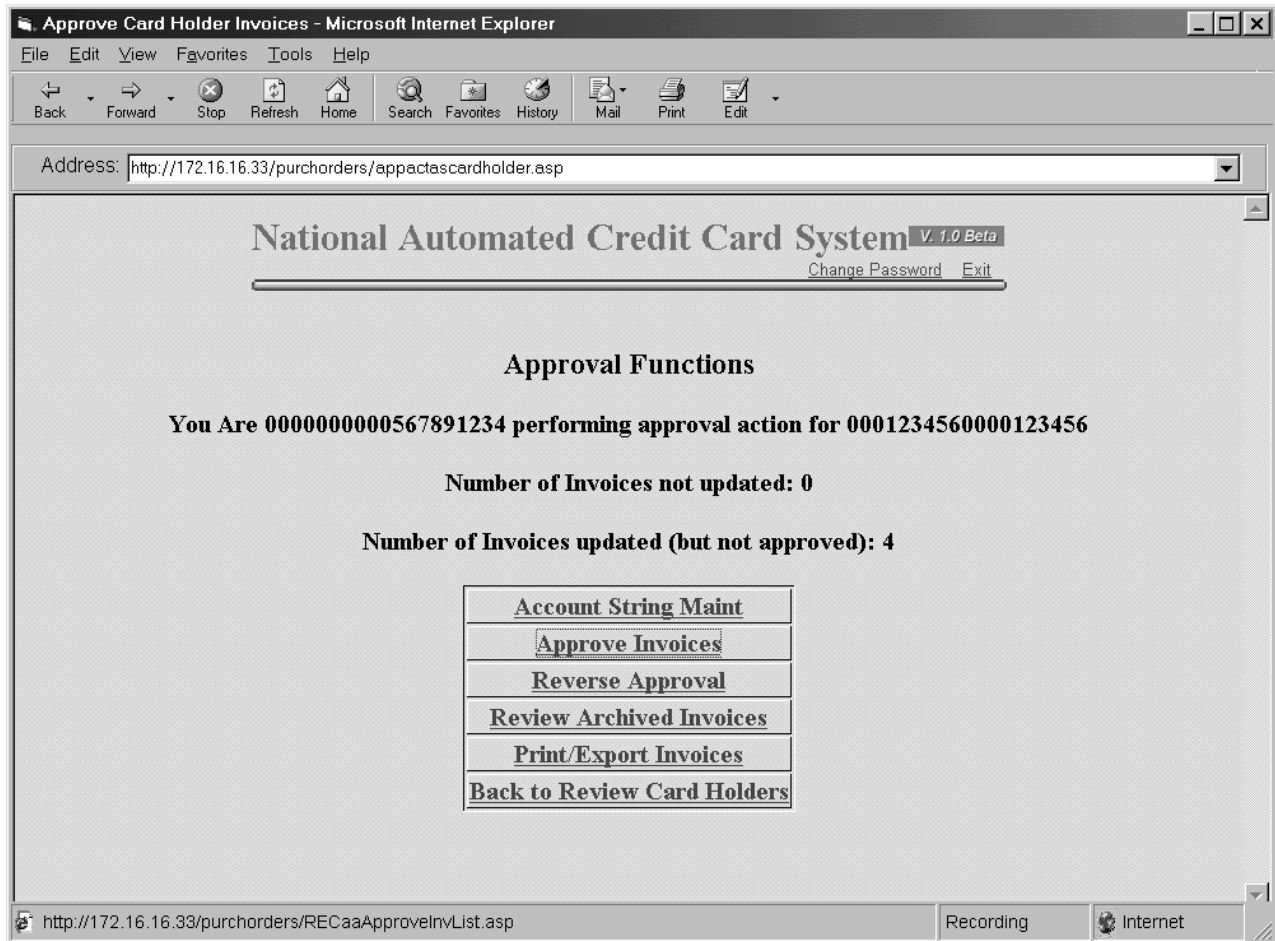 Approve Card Holder Invoices - Microsoft Internet Explorer
File Edit View Favorites Tools Help
Back Forward Stop Refresh Home Search Favorites History Mail Print Edit
Address: http://172.16.16.33/purchorders/appactascardholder.asp
National Automated Credit Card System V. 1.0 Beta
Change Password Exit
Approval Functions
You Are 0000000000567891234 performing approval action for 0001234560000123456
Number of Invoices not updated: 0
Number of Invoices updated (but not approved): 4
Account String Maint
Approve Invoices
Reverse Approval
Review Archived Invoices
Print/Export Invoices
Back to Review Card Holders
http://172.16.16.33/purchorders/RECaaApproveInvList.asp Recording Internet